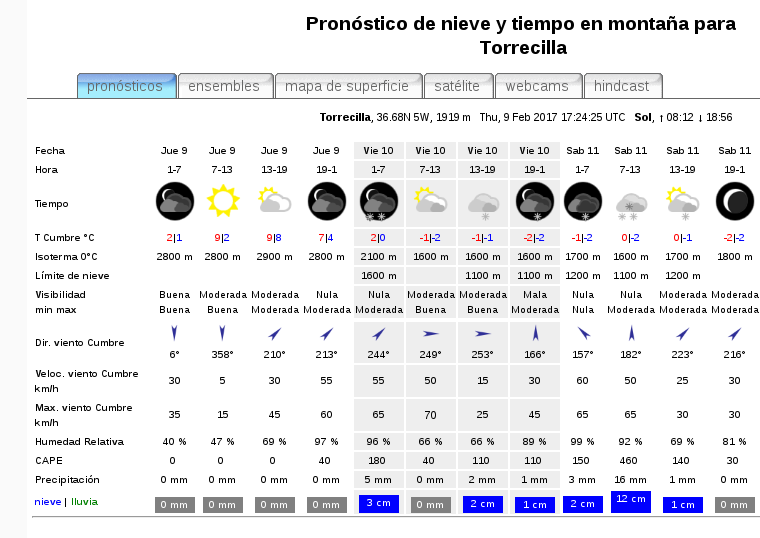 Pronóstico de nieve y tiempo en montaña para
Torrecilla
pronósticos ensembles mapa de superficie satélite webcams hindcast
Torrecilla, 36.68N 5W, 1919 m Thu, 9 Feb 2017 17:24:25 UTC Sol, ↑ 08:12 ↓ 18:56
Fecha Jue 9 Jue 9 Jue 9 Jue 9 Vie 10 Vie 10 Vie 10 Vie 10 Sab 11 Sab 11 Sab 11 Sab 11
Hora 1-7 7-13 13-19 19-1 1-7 7-13 13-19 19-1 1-7 7-13 13-19 19-1
Tiempo
T Cumbre °C 2|1 9|2 9|8 7|4 2|0 -1|-2 -1|-1 -2|-2 -1|-2 0|-2 0|-1 -2|-2
Isoterma 0°C 2800 m 2800 m 2900 m 2800 m 2100 m 1600 m 1600 m 1600 m 1700 m 1600 m 1700 m 1800 m
Límite de nieve 1600 m 1100 m 1100 m 1200 m 1100 m 1200 m
Visibilidad Buena Moderada Moderada Nula Nula Moderada Moderada Mala Nula Nula Moderada Moderada
min max Buena Buena Moderada Moderada Moderada Buena Buena Moderada Nula Moderada Moderada Moderada
Dir. viento Cumbre 6° 358° 210° 213° 244° 249° 253° 166° 157° 182° 223° 216°
Veloc. viento Cumbre
km/h 30 5 30 55 55 50 15 30 60 50 25 30
Max. viento Cumbre
km/h 35 15 45 60 65 70 25 45 65 65 30 30
Humedad Relativa 40 % 47 % 69 % 97 % 96 % 66 % 66 % 89 % 99 % 92 % 69 % 81 %
CAPE 0 0 0 40 180 40 110 110 150 460 140 30
Precipitación 0 mm 0 mm 0 mm 0 mm 5 mm 0 mm 2 mm 1 mm 3 mm 16 mm 1 mm 0 mm
nieve | lluvia 0 mm 0 mm 0 mm 0 mm 3 cm 0 mm 2 cm 1 cm 2 cm 12 cm 1 cm 0 mm